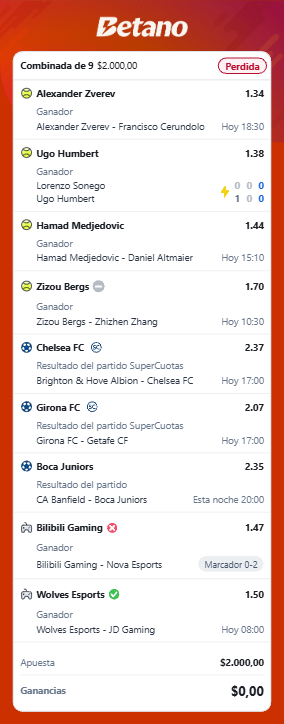 Betano
Combinada de 9 $2.000,00 Perdida
Alexander Zverev 1.34
Ganador
Alexander Zverev - Francisco Cerundolo Hoy 18:30
Ugo Humbert 1.38
Ganador
Lorenzo Sonego 0 0 0
Ugo Humbert 1 0 0
Hamad Medjedovic 1.44
Ganador
Hamad Medjedovic - Daniel Altmaier Hoy 15:10
Zizou Bergs 1.70
Ganador
Zizou Bergs - Zhizhen Zhang Hoy 10:30
Chelsea FC SC 2.37
Resultado del partido SuperCuotas
Brighton & Hove Albion - Chelsea FC Hoy 17:00
Girona FC SC 2.07
Resultado del partido SuperCuotas
Girona FC - Getafe CF Hoy 17:00
Boca Juniors 2.35
Resultado del partido
CA Banfield - Boca Juniors Esta noche 20:00
Bilibili Gaming 1.47
Ganador
Bilibili Gaming - Nova Esports Marcador 0-2
Wolves Esports 1.50
Ganador
Wolves Esports - JD Gaming Hoy 08:00
Apuesta $2.000,00
Ganancias $0,00